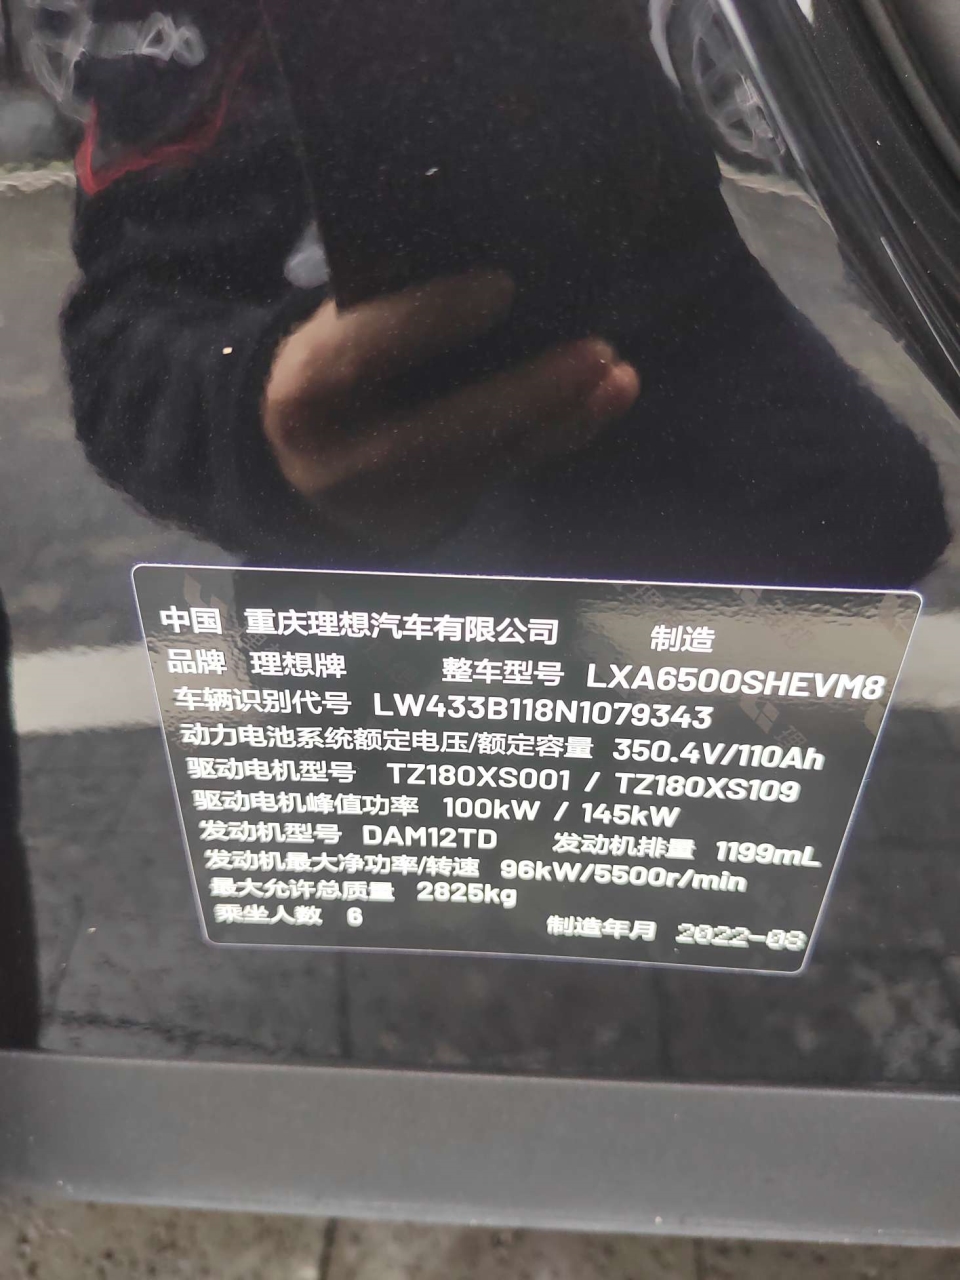 中国 重庆理想汽车有限公司 制造
品牌 理想牌 整车型号 LXA6500SHEVM8
车辆识别代号 LW433B118N1079343
动力电池系统额定电压/额定容量 350.4V/110Ah
驱动电机型号 TZ180XS001 / TZ180XS109
驱动电机峰值功率 100kW / 145kW
发动机型号 DAM12TD 发动机排量 1199mL
发动机最大净功率/转速 96kW/5500r/min
最大允许总质量 2825kg
乘坐人数 6 制造年月 2022-08